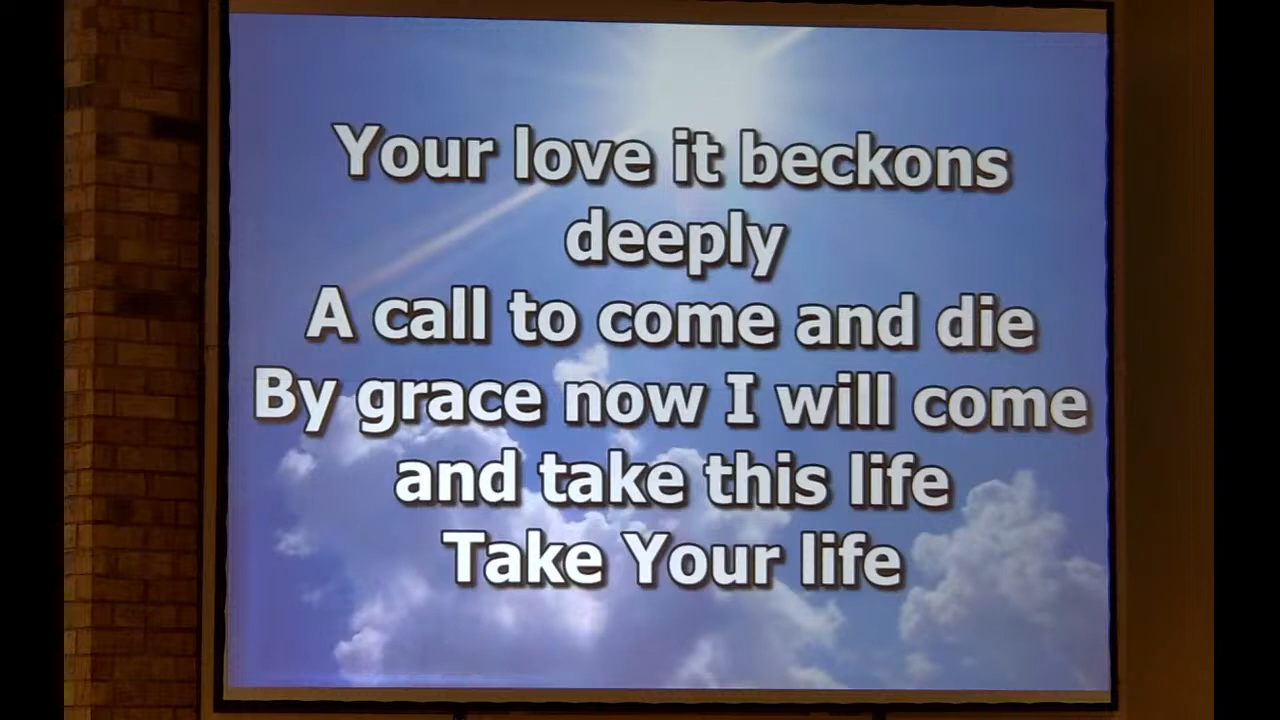 Your love it beckons
deeply
A call to come and die
By grace now I will come
and take this life
Take Your life